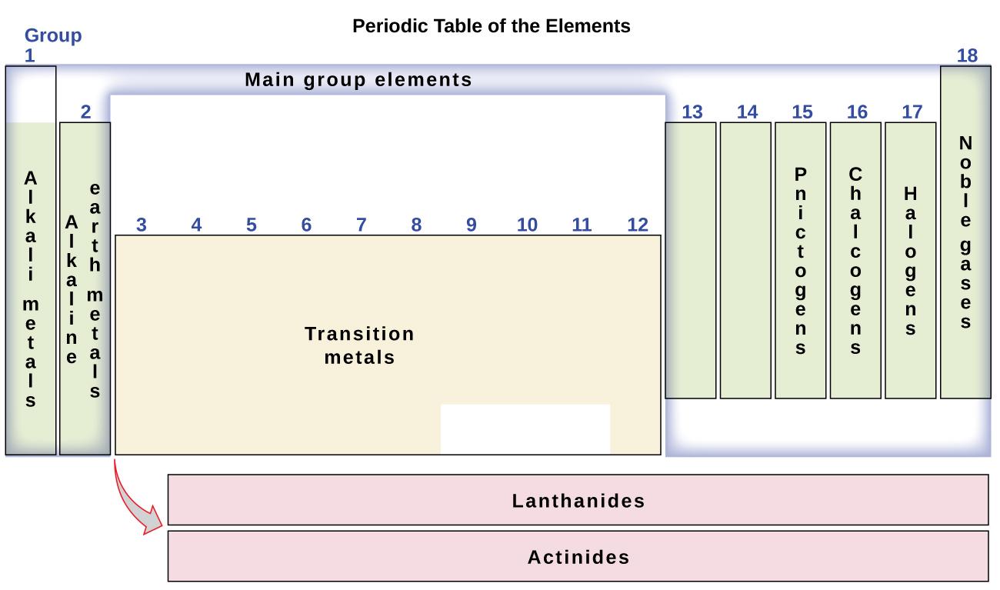 Periodic Table of the Elements
Group
1
18
Main group elements
2
13
14
15
16
17
3
4
5
6
7
8
9
10
11
12
Alkali metals
Alkaline
earth metals
Transition
metals
Pnictogens
Chalcogens
Halogens
Noble gases
Lanthanides
Actinides